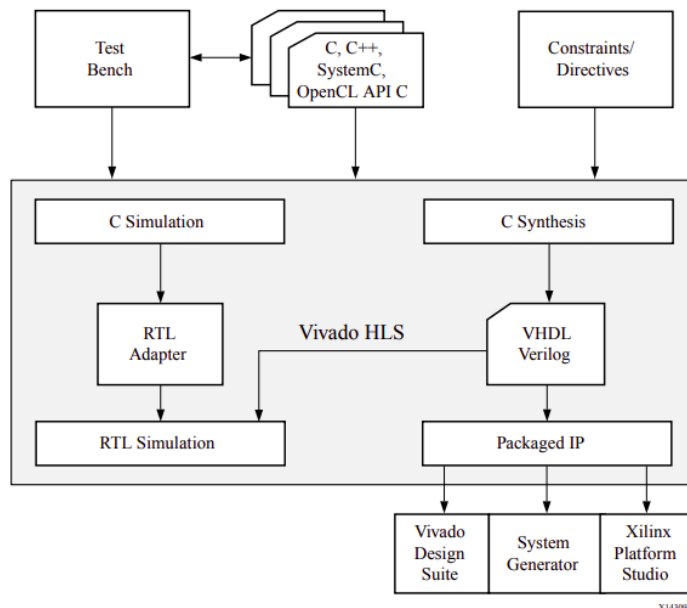 Test
Bench
C, C++,
SystemC,
OpenCL API C
Constraints/
Directives
C Simulation
C Synthesis
RTL
Adapter
Vivado HLS
VHDL
Verilog
RTL Simulation
Packaged IP
Vivado
Design
Suite
System
Generator
Xilinx
Platform
Studio